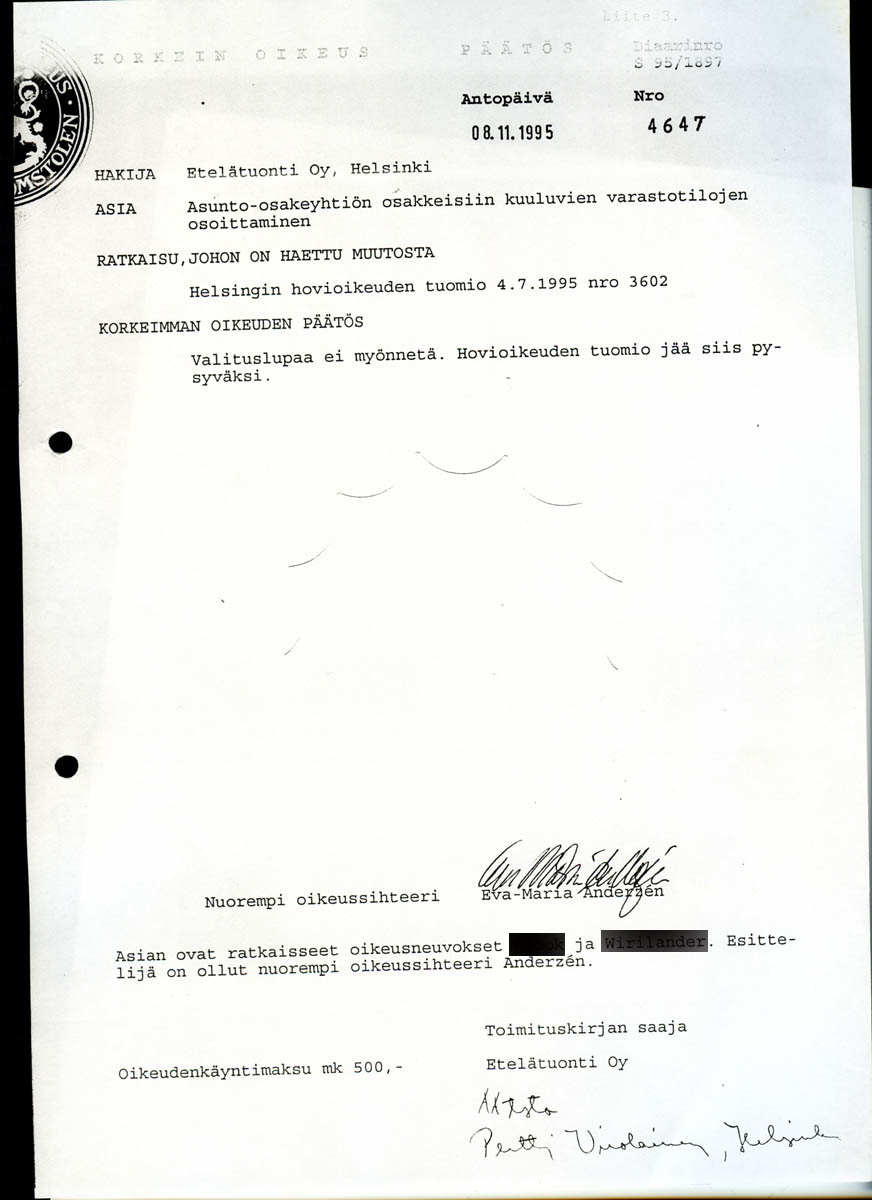 Liite 3.
KORKEIN OIKEUS PÄÄTÖS Diaarinro
S 95/1897
Antopäivä Nro
08.11.1995 4647
US · OMSTOLEN
HAKIJA Etelätuonti Oy, Helsinki
ASIA Asunto-osakeyhtiön osakkeisiin kuuluvien varastotilojen
osoittaminen
RATKAISU,JOHON ON HAETTU MUUTOSTA
Helsingin hovioikeuden tuomio 4.7.1995 nro 3602
KORKEIMMAN OIKEUDEN PÄÄTÖS
Valituslupaa ei myönnetä. Hovioikeuden tuomio jää siis py-
syväksi.
Nuorempi oikeussihteeri Eva-Maria Anderzén
Asian ovat ratkaisseet oikeusneuvokset ja . Esitte-
lijä on ollut nuorempi oikeussihteeri Anderzén.
Toimituskirjan saaja
Oikeudenkäyntimaksu mk 500,- Etelätuonti Oy
Pertti Virolainen, Helsinki